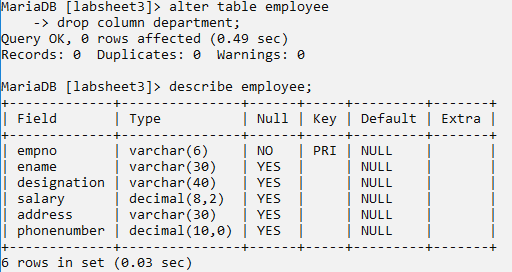 MariaDB [labsheet3]> alter table employee
    -> drop column department;
Query OK, 0 rows affected (0.49 sec)
Records: 0  Duplicates: 0  Warnings: 0

MariaDB [labsheet3]> describe employee;
+-------------+---------------+------+-----+---------+-------+
| Field       | Type          | Null | Key | Default | Extra |
+-------------+---------------+------+-----+---------+-------+
| empno       | varchar(6)    | NO   | PRI | NULL    |       |
| ename       | varchar(30)   | YES  |     | NULL    |       |
| designation | varchar(40)   | YES  |     | NULL    |       |
| salary      | decimal(8,2)  | YES  |     | NULL    |       |
| address     | varchar(30)   | YES  |     | NULL    |       |
| phonenumber | decimal(10,0) | YES  |     | NULL    |       |
+-------------+---------------+------+-----+---------+-------+
6 rows in set (0.03 sec)